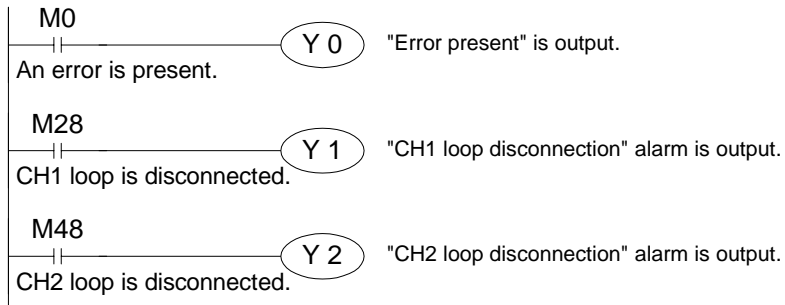 M0
Y 0 "Error present" is output.
An error is present.
M28
Y 1 "CH1 loop disconnection" alarm is output.
CH1 loop is disconnected.
M48
Y 2 "CH2 loop disconnection" alarm is output.
CH2 loop is disconnected.